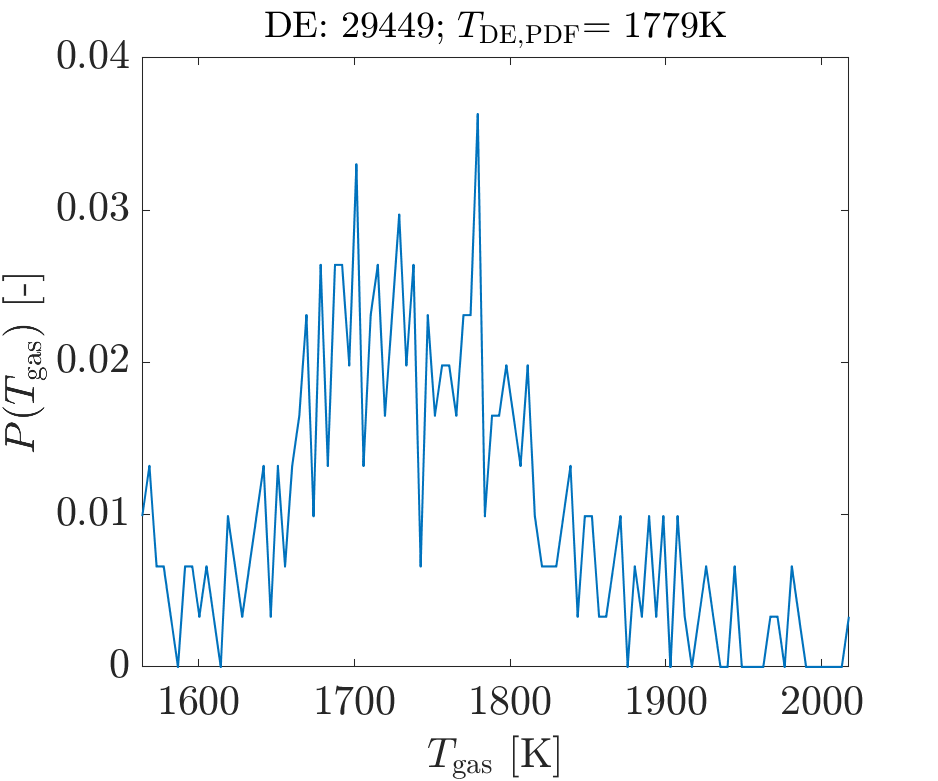 DE: 29449; T_DE,PDF= 1779K
0.04
0.03
0.02
0.01
0
P(T_gas) [-]
1600 1700 1800 1900 2000
T_gas [K]